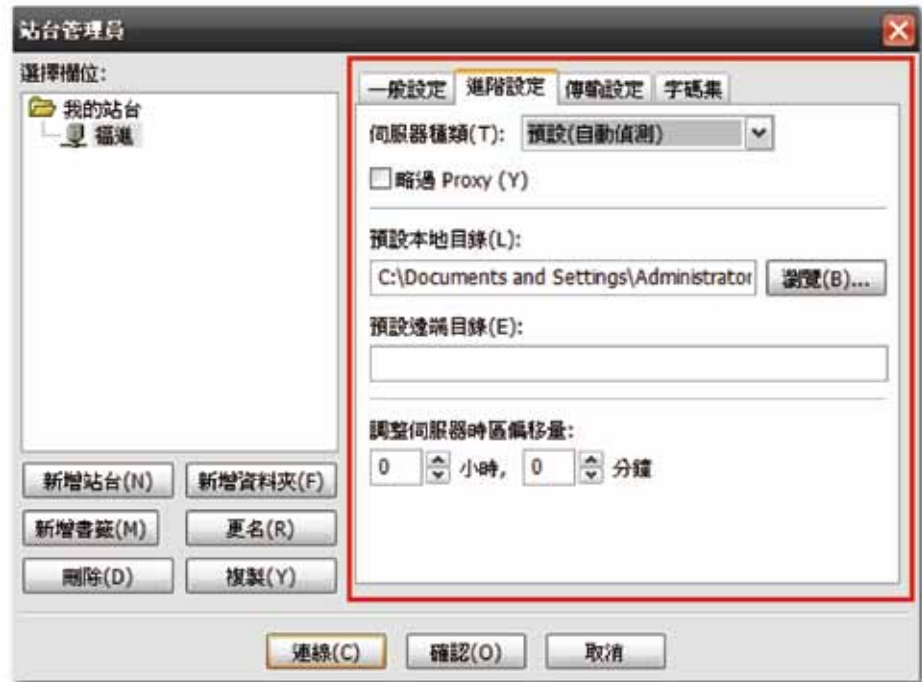 站台管理員
選擇欄位:
我的站台
福進
新增站台(N) 新增資料夾(F)
新增書籤(M) 更名(R)
刪除(D) 複製(Y)
一般設定 進階設定 傳輸設定 字碼集
伺服器種類(T): 預設(自動偵測)
略過 Proxy (Y)
預設本地目錄(L):
C:\Documents and Settings\Administrator 瀏覽(B)...
預設遠端目錄(E):
調整伺服器時區偏移量:
0 小時, 0 分鐘
連線(C) 確認(O) 取消